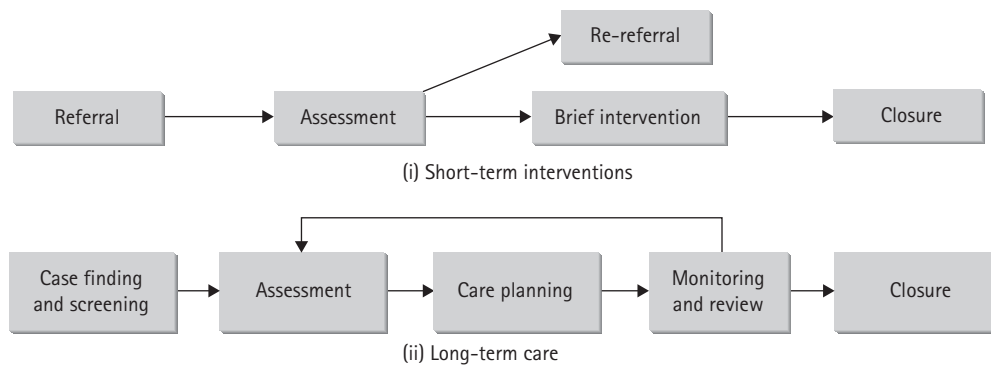 Re-referral
Referral
Assessment
Brief intervention
Closure
(i) Short-term interventions
Case finding
and screening
Assessment
Care planning
Monitoring
and review
Closure
(ii) Long-term care